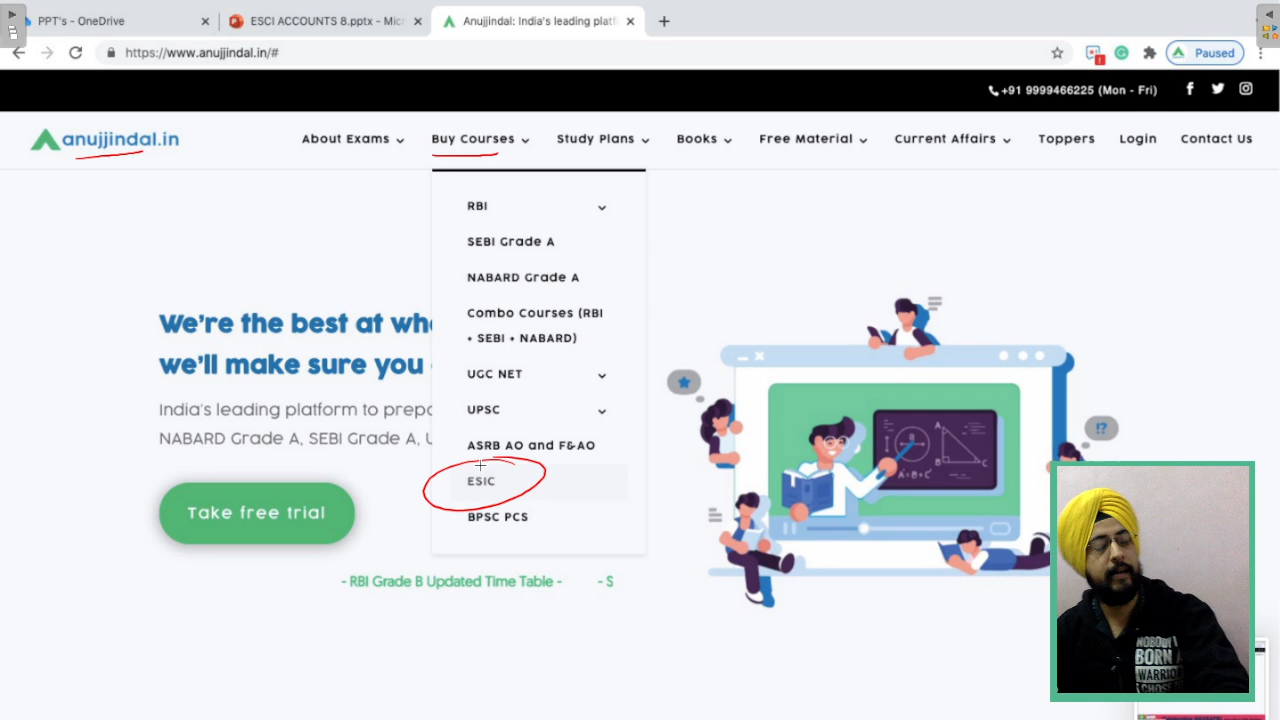 PPT's - OneDrive
ESCI ACCOUNTS 8.pptx - Mic
Anujjindal: India's leading platf
https://www.anujjindal.in/#
Paused
+91 9999466225 (Mon - Fri)
anujjindal.in
About Exams
Buy Courses
Study Plans
Books
Free Material
Current Affairs
Toppers
Login
Contact Us
RBI
SEBI Grade A
NABARD Grade A
Combo Courses (RBI
+ SEBI + NABARD)
UGC NET
UPSC
ASRB AO and F&AO
ESIC
BPSC PCS
We're the best at wh
we'll make sure you
India's leading platform to prep
NABARD Grade A, SEBI Grade A, U
Take free trial
- RBI Grade B Updated Time Table -
- S
!?
A
B
C
A+B+C
NOBODY
BORN A
WARRIO
CHOSE